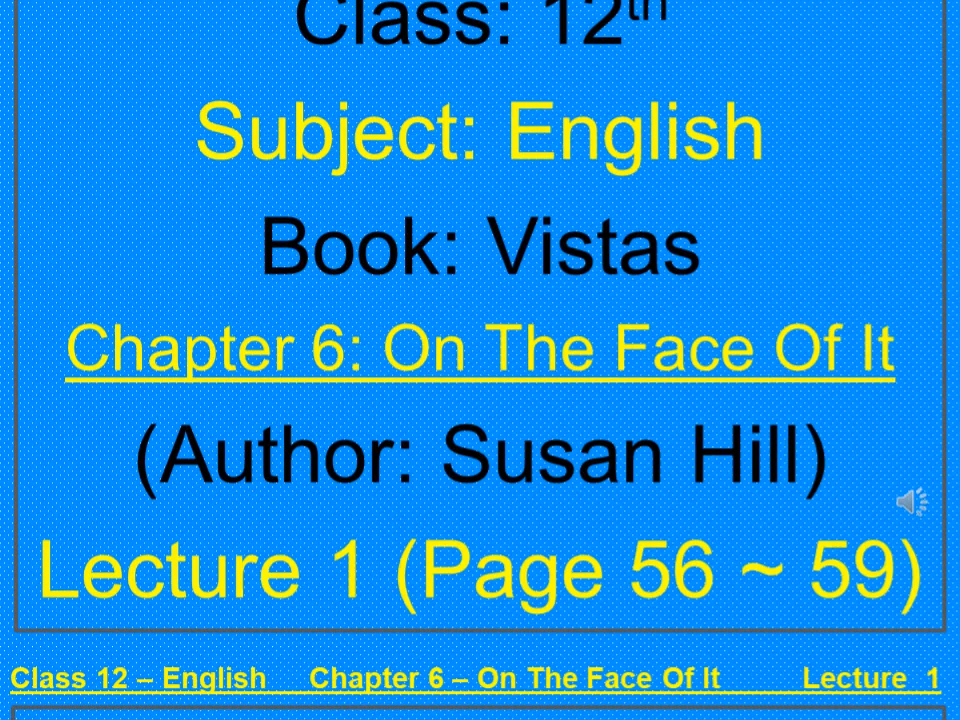 Class: 12th
Subject: English
Book: Vistas
Chapter 6: On The Face Of It
(Author: Susan Hill)
Lecture 1 (Page 56 ~ 59)
Class 12 – English Chapter 6 – On The Face Of It Lecture 1